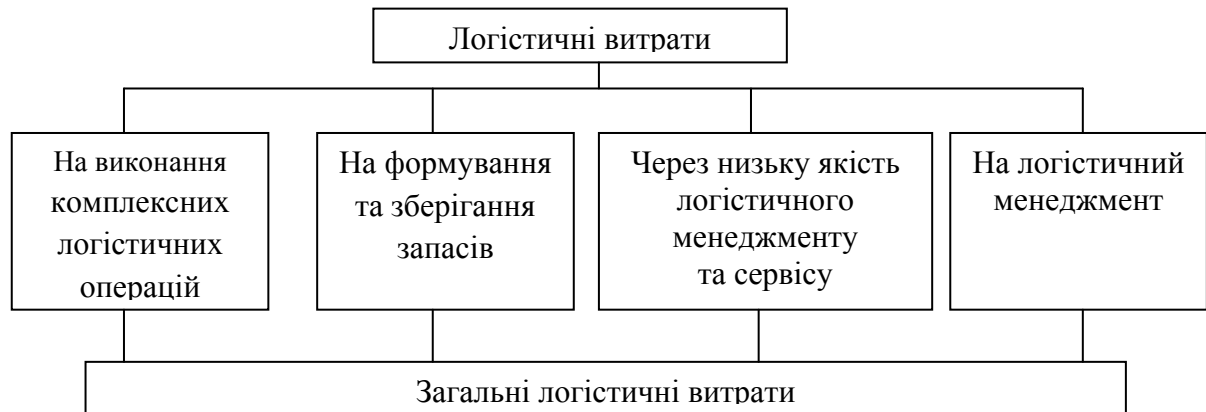 Логістичні витрати
На виконання
комплексних
логістичних
операцій
На формування
та зберігання
запасів
Через низьку якість
логістичного
менеджменту
та сервісу
На логістичний
менеджмент
Загальні логістичні витрати